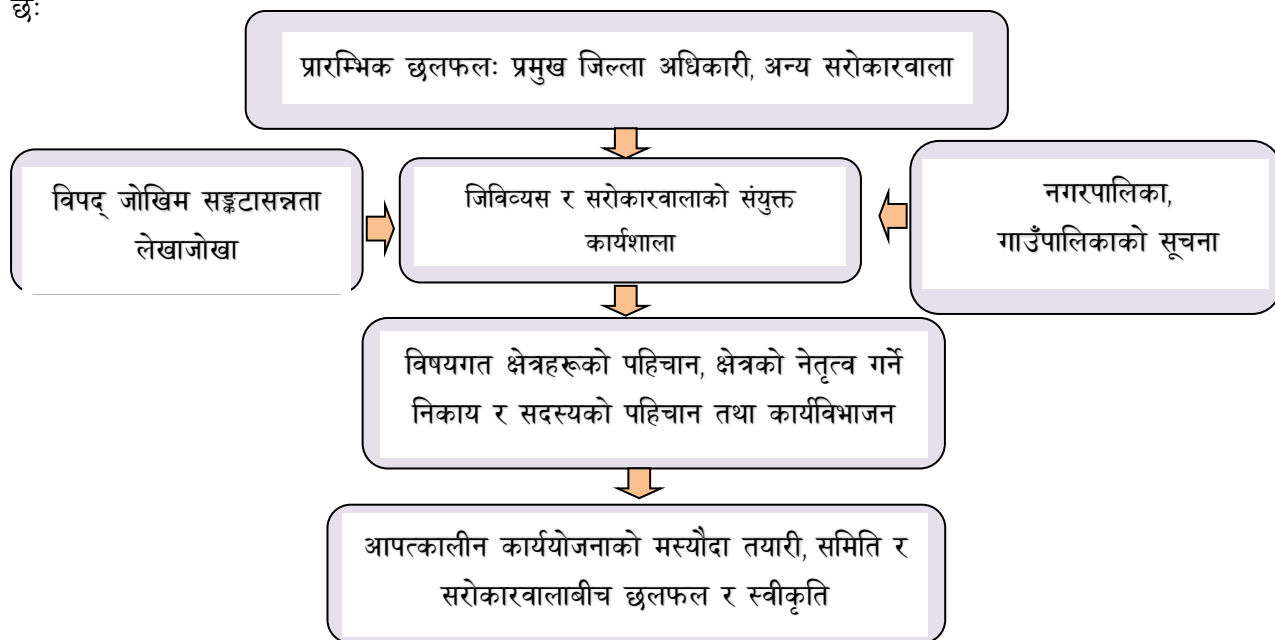 छः
प्रारम्भिक छलफलः प्रमुख जिल्ला अधिकारी, अन्य सरोकारवाला
विपद् जोखिम सङ्कटासन्नता
लेखाजोखा
जिविव्यस र सरोकारवालाको संयुक्त
कार्यशाला
नगरपालिका,
गाउँपालिकाको सूचना
विषयगत क्षेत्रहरूको पहिचान, क्षेत्रको नेतृत्व गर्ने
निकाय र सदस्यको पहिचान तथा कार्यविभाजन
आपत्कालीन कार्ययोजनाको मस्यौदा तयारी, समिति र
सरोकारवालाबीच छलफल र स्वीकृति